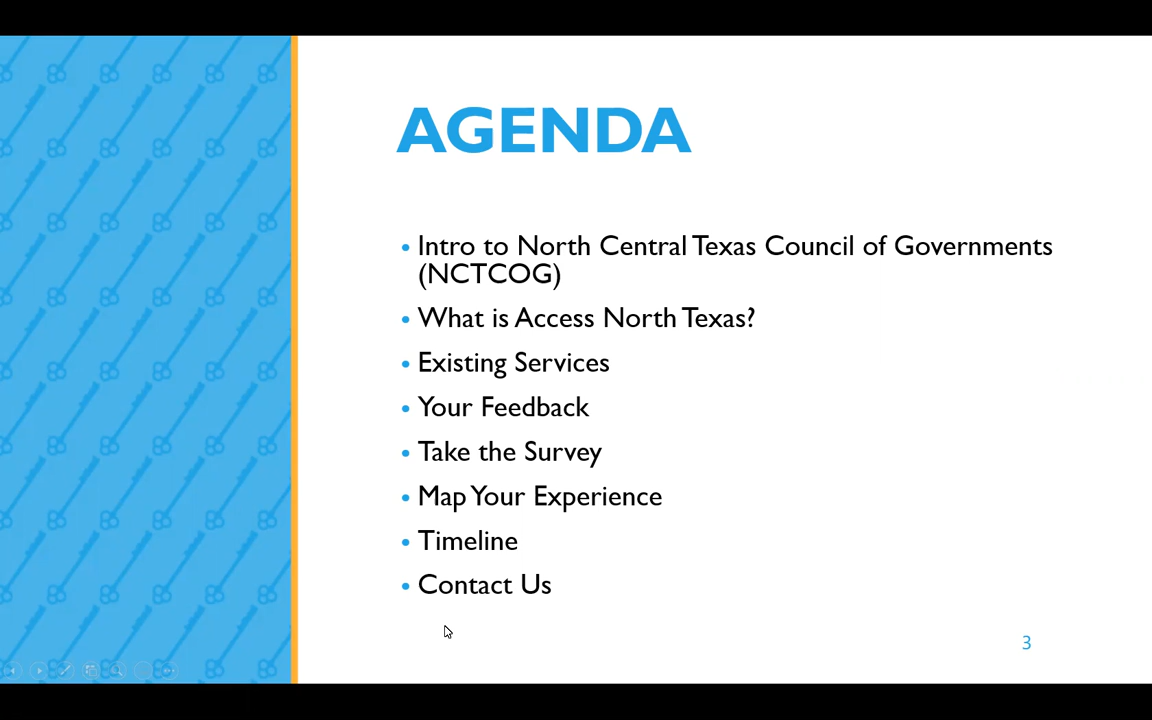 AGENDA
• Intro to North Central Texas Council of Governments
(NCTCOG)
• What is Access North Texas?
• Existing Services
• Your Feedback
• Take the Survey
• Map Your Experience
• Timeline
• Contact Us
3